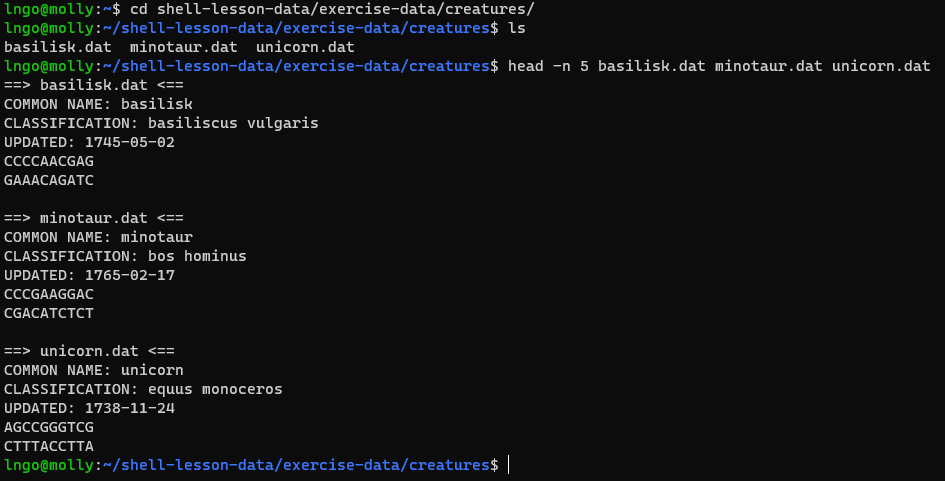 lngo@molly:~$ cd shell-lesson-data/exercise-data/creatures/
lngo@molly:~/shell-lesson-data/exercise-data/creatures$ ls
basilisk.dat  minotaur.dat  unicorn.dat
lngo@molly:~/shell-lesson-data/exercise-data/creatures$ head -n 5 basilisk.dat minotaur.dat unicorn.dat
==> basilisk.dat <==
COMMON NAME: basilisk
CLASSIFICATION: basiliscus vulgaris
UPDATED: 1745-05-02
CCCCAACGAG
GAAACAGATC

==> minotaur.dat <==
COMMON NAME: minotaur
CLASSIFICATION: bos hominus
UPDATED: 1765-02-17
CCCGAAGGAC
CGACATCTCT

==> unicorn.dat <==
COMMON NAME: unicorn
CLASSIFICATION: equus monoceros
UPDATED: 1738-11-24
AGCCGGGTCG
CTTTACCTTA
lngo@molly:~/shell-lesson-data/exercise-data/creatures$